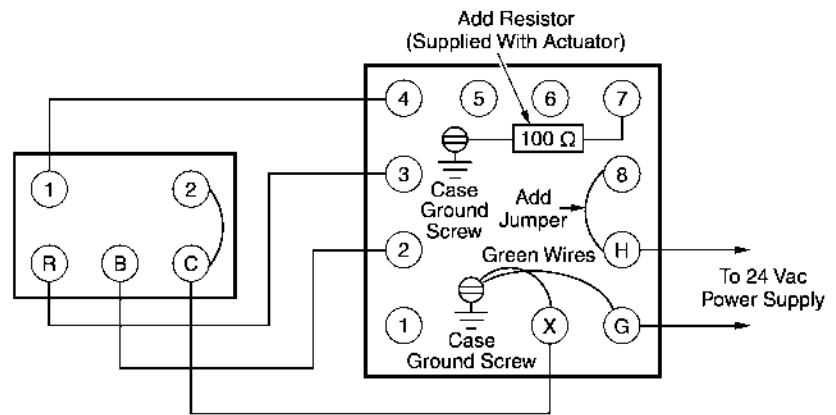 Add Resistor
(Supplied With Actuator)
4
5
6
7
100 Ω
1
2
3
Case
Ground
Screw
Add
Jumper
8
R
B
C
2
Green Wires
H
To 24 Vac
Power Supply
1
Case
Ground Screw
X
G